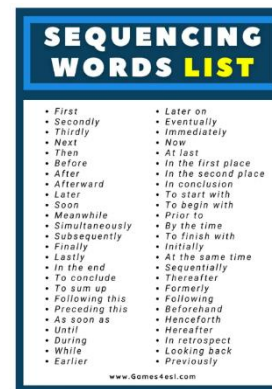 SEQUENCING
WORDS LIST
• First
• Secondly
• Thirdly
• Next
• Then
• Before
• After
• Afterward
• Later
• Soon
• Meanwhile
• Simultaneously
• Subsequently
• Finally
• Lastly
• In the end
• To conclude
• To sum up
• Following this
• Preceding this
• As soon as
• Until
• During
• While
• Earlier
• Later on
• Eventually
• Immediately
• Now
• At last
• In the first place
• In the second place
• In conclusion
• To start with
• To begin with
• Prior to
• By the time
• To finish with
• Initially
• At the same time
• Sequentially
• Thereafter
• Formerly
• Following
• Beforehand
• Henceforth
• Hereafter
• In retrospect
• Looking back
• Previously
www.Games4esl.com